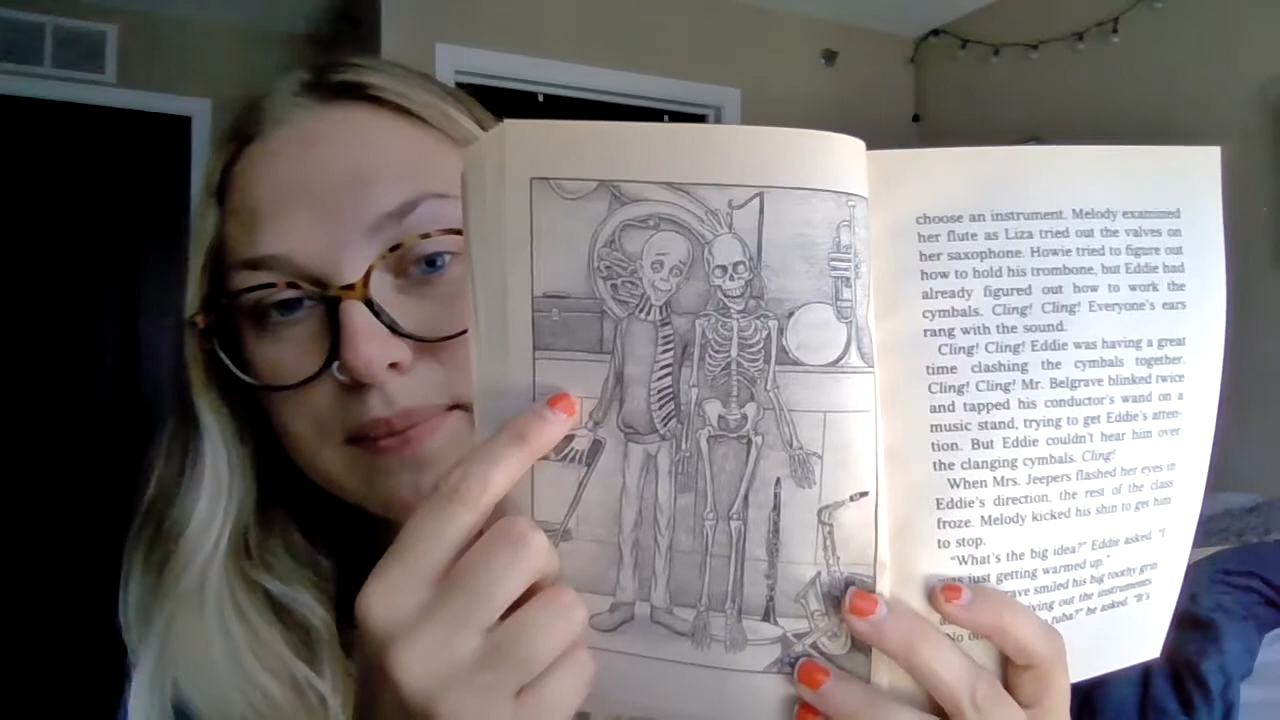 choose an instrument. Melody examined
her flute as Liza tried out the valves on
her saxophone. Howie tried to figure out
how to hold his trombone, but Eddie had
already figured out how to work the
cymbals. Cling! Cling! Everyone's ears
rang with the sound.
Cling! Cling! Eddie was having a great
time clashing the cymbals together.
Cling! Cling! Mr. Belgrave blinked twice
and tapped his conductor's wand on a
music stand, trying to get Eddie's atten-
tion. But Eddie couldn't hear him over
the clanging cymbals. Cling!
When Mrs. Jeepers flashed her eyes in
Eddie's direction, the rest of the class
froze. Melody kicked his shin to get him
to stop.
"What's the big idea?" Eddie asked. "I
was just getting warmed up."
rave smiled his big toothy grin
iving out the instruments
tuba?" he asked. "It's
No